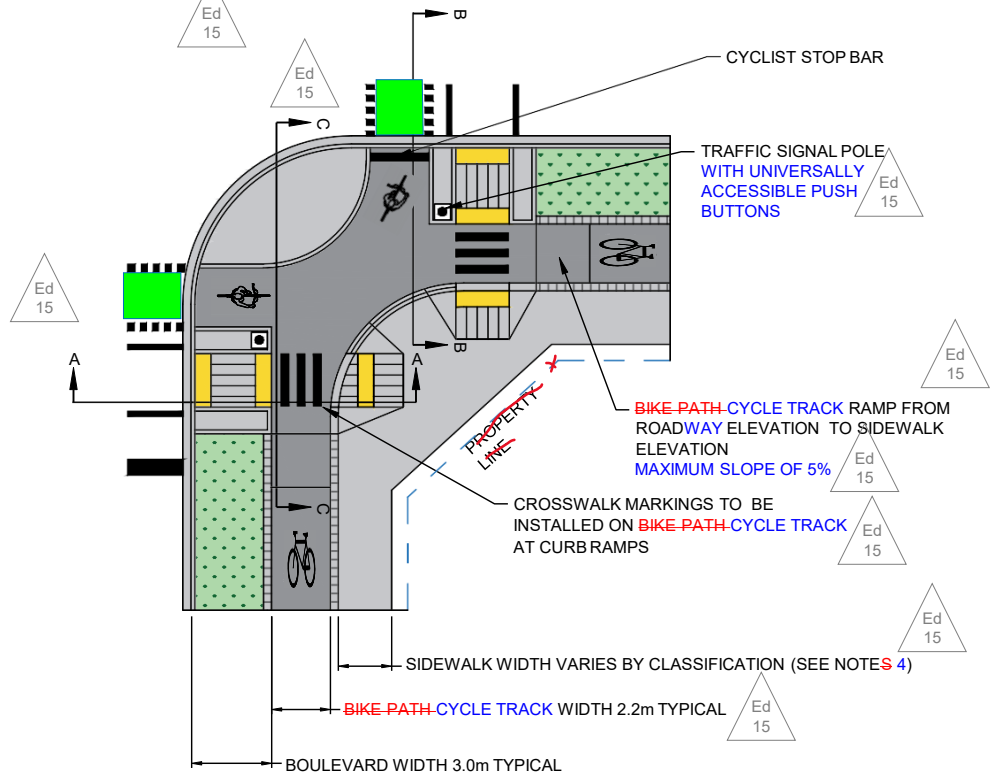 Ed
15
B
Ed
15
CYCLIST STOP BAR
C
TRAFFIC SIGNAL POLE
WITH UNIVERSALLY
ACCESSIBLE PUSH
BUTTONS
Ed
15
Ed
15
B
A
A
Ed
15
PROPERTY
LINE
BIKE PATH CYCLE TRACK RAMP FROM
ROADWAY ELEVATION TO SIDEWALK
ELEVATION
MAXIMUM SLOPE OF 5%
Ed
15
C
CROSSWALK MARKINGS TO BE
INSTALLED ON BIKE PATH CYCLE TRACK
AT CURB RAMPS
Ed
15
Ed
15
SIDEWALK WIDTH VARIES BY CLASSIFICATION (SEE NOTES 4)
BIKE PATH CYCLE TRACK WIDTH 2.2m TYPICAL
Ed
15
BOULEVARD WIDTH 3.0m TYPICAL